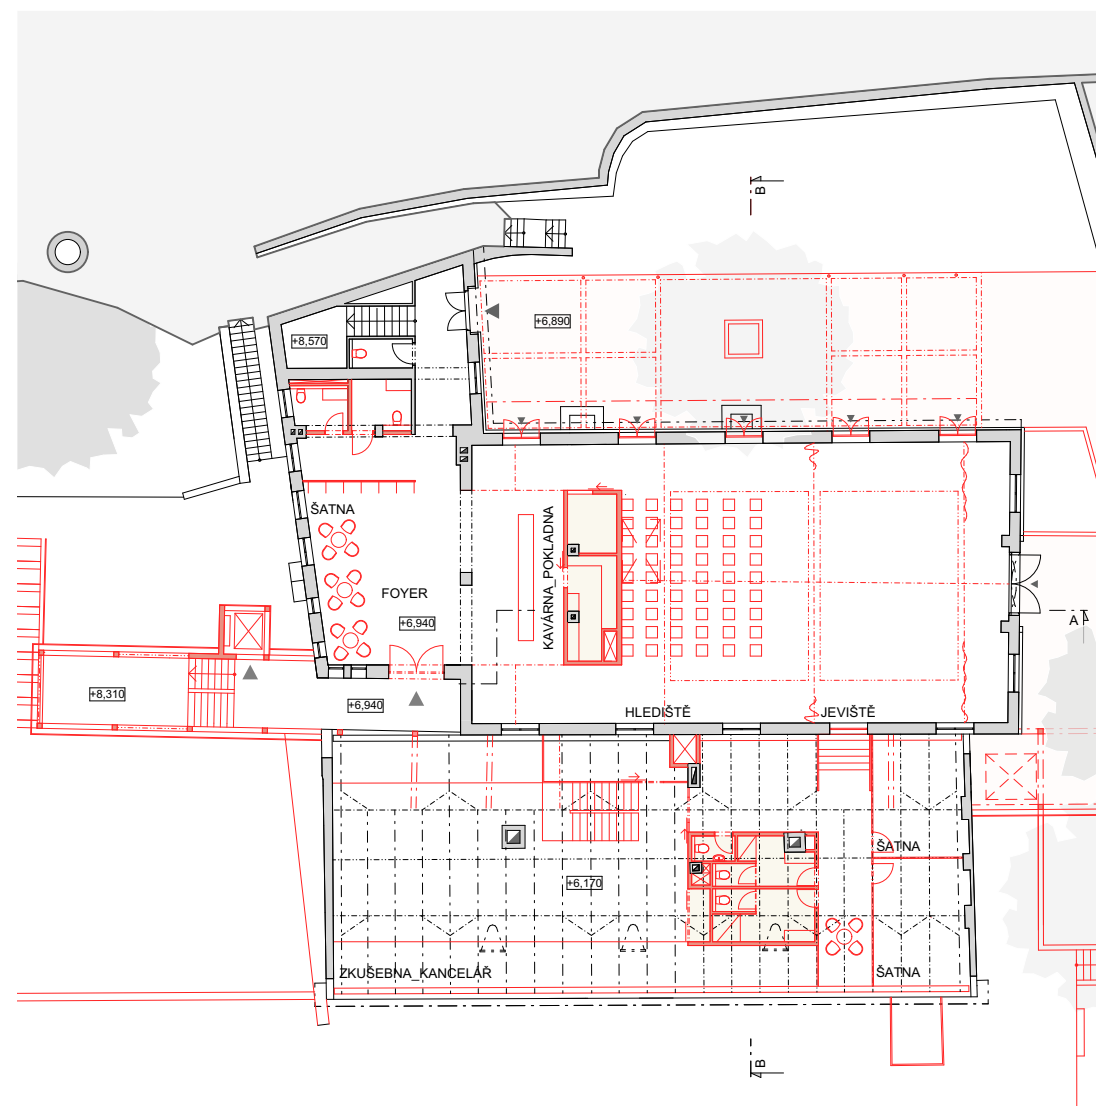 B
+6,890
+8,570
ŠATNA
KAVÁRNA_POKLADNA
FOYER
+6,940
A
+8,310
+6,940
HLEDIŠTĚ
JEVIŠTĚ
ŠATNA
+6,170
ZKUŠEBNA_KANCELÁŘ
ŠATNA
B